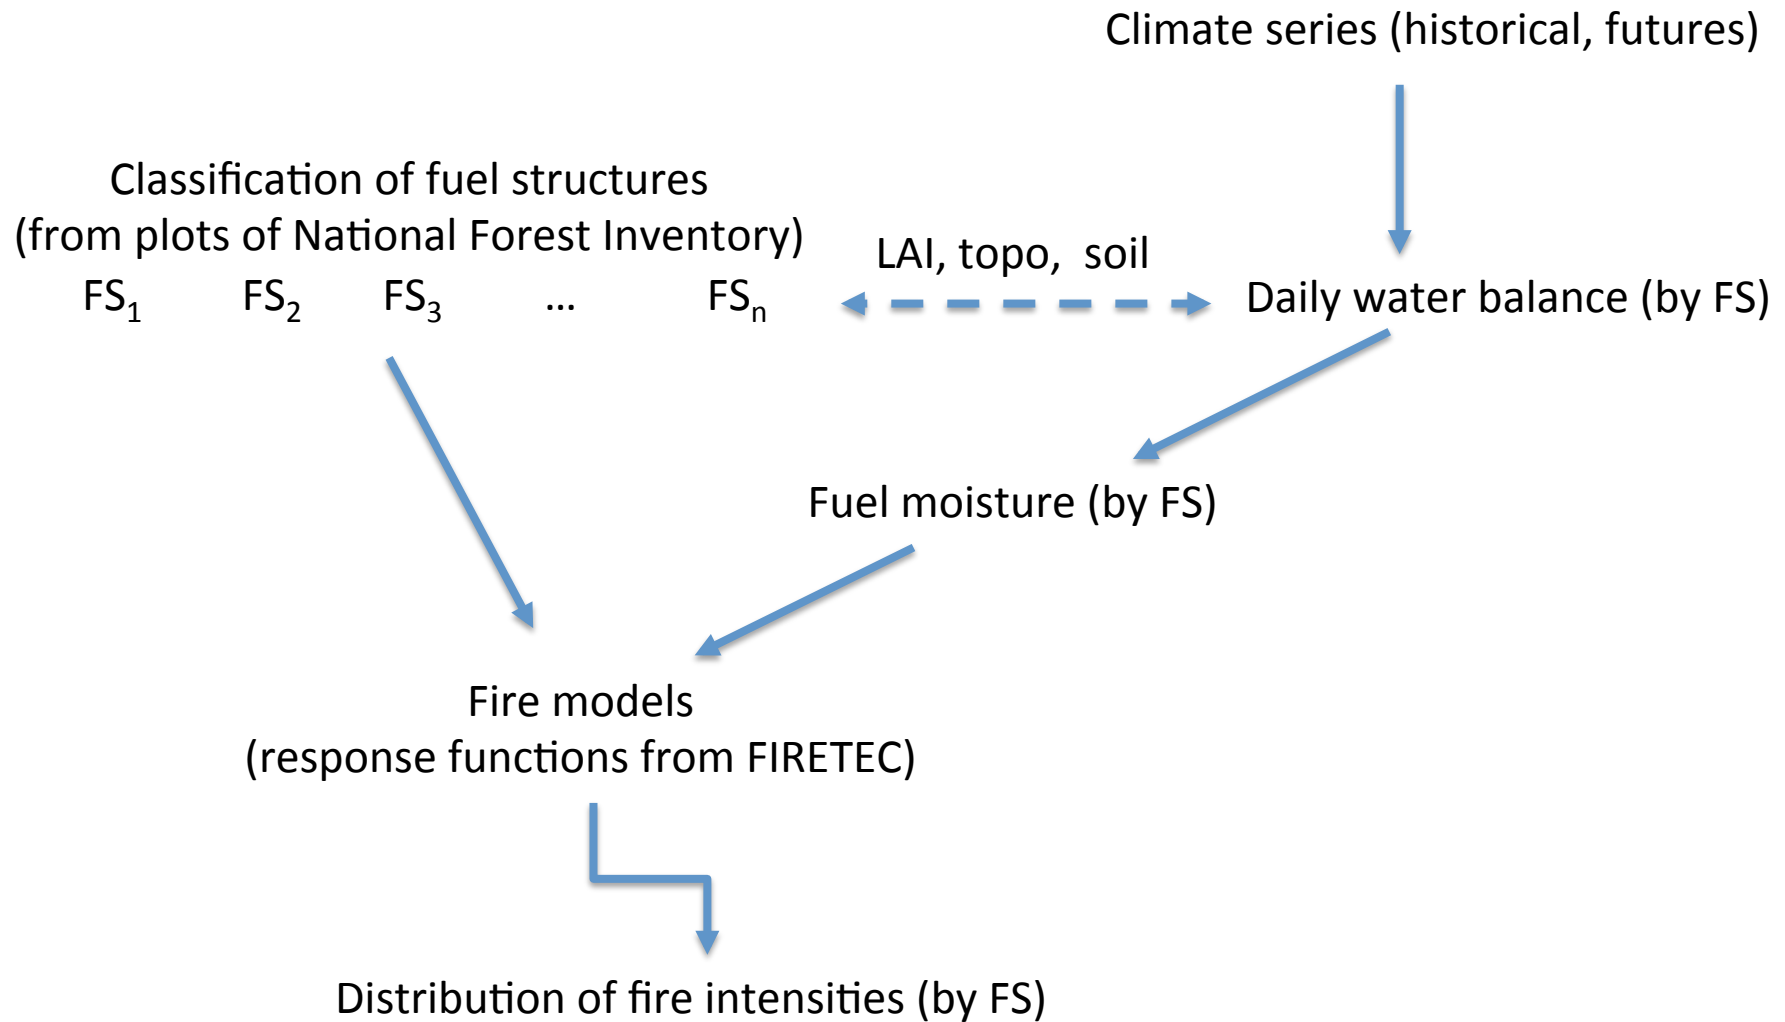 Climate series (historical, futures)
Classification of fuel structures
(from plots of National Forest Inventory)
FS₁ FS₂ FS₃ ... FSₙ
LAI, topo, soil
Daily water balance (by FS)
Fuel moisture (by FS)
Fire models
(response functions from FIRETEC)
Distribution of fire intensities (by FS)